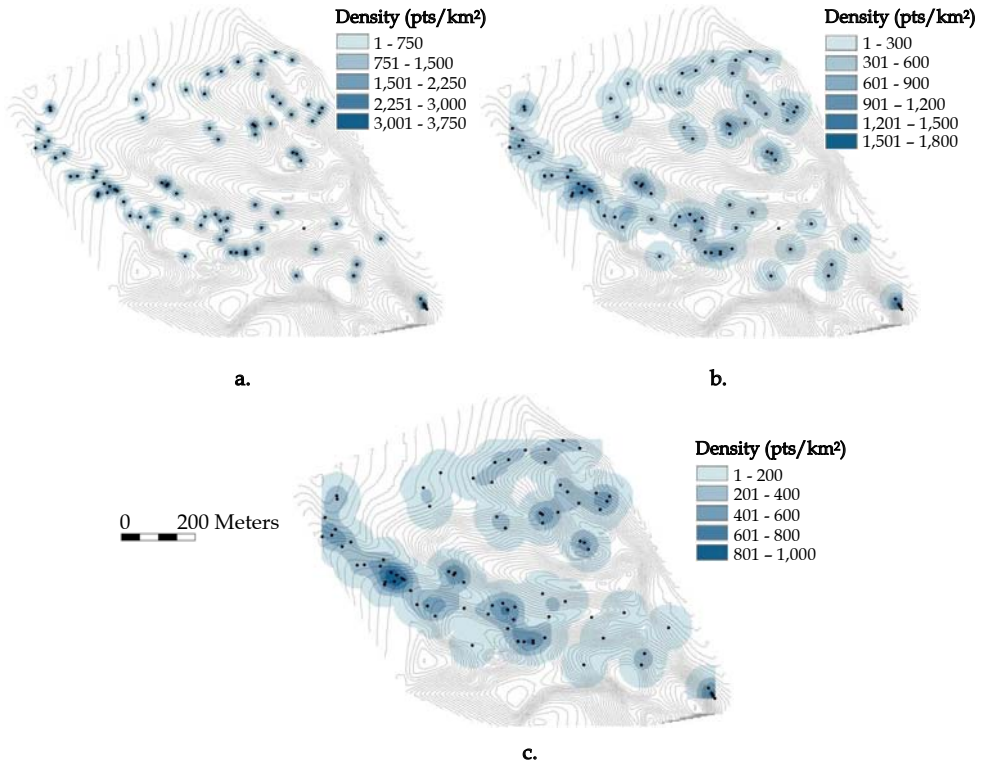 Density (pts/km²)
1 - 750
751 - 1,500
1,501 - 2,250
2,251 - 3,000
3,001 - 3,750
a.
Density (pts/km²)
1 - 300
301 - 600
601 - 900
901 – 1,200
1,201 - 1,500
1,501 – 1,800
b.
0 200 Meters
Density (pts/km²)
1 - 200
201 - 400
401 - 600
601 - 800
801 – 1,000
c.